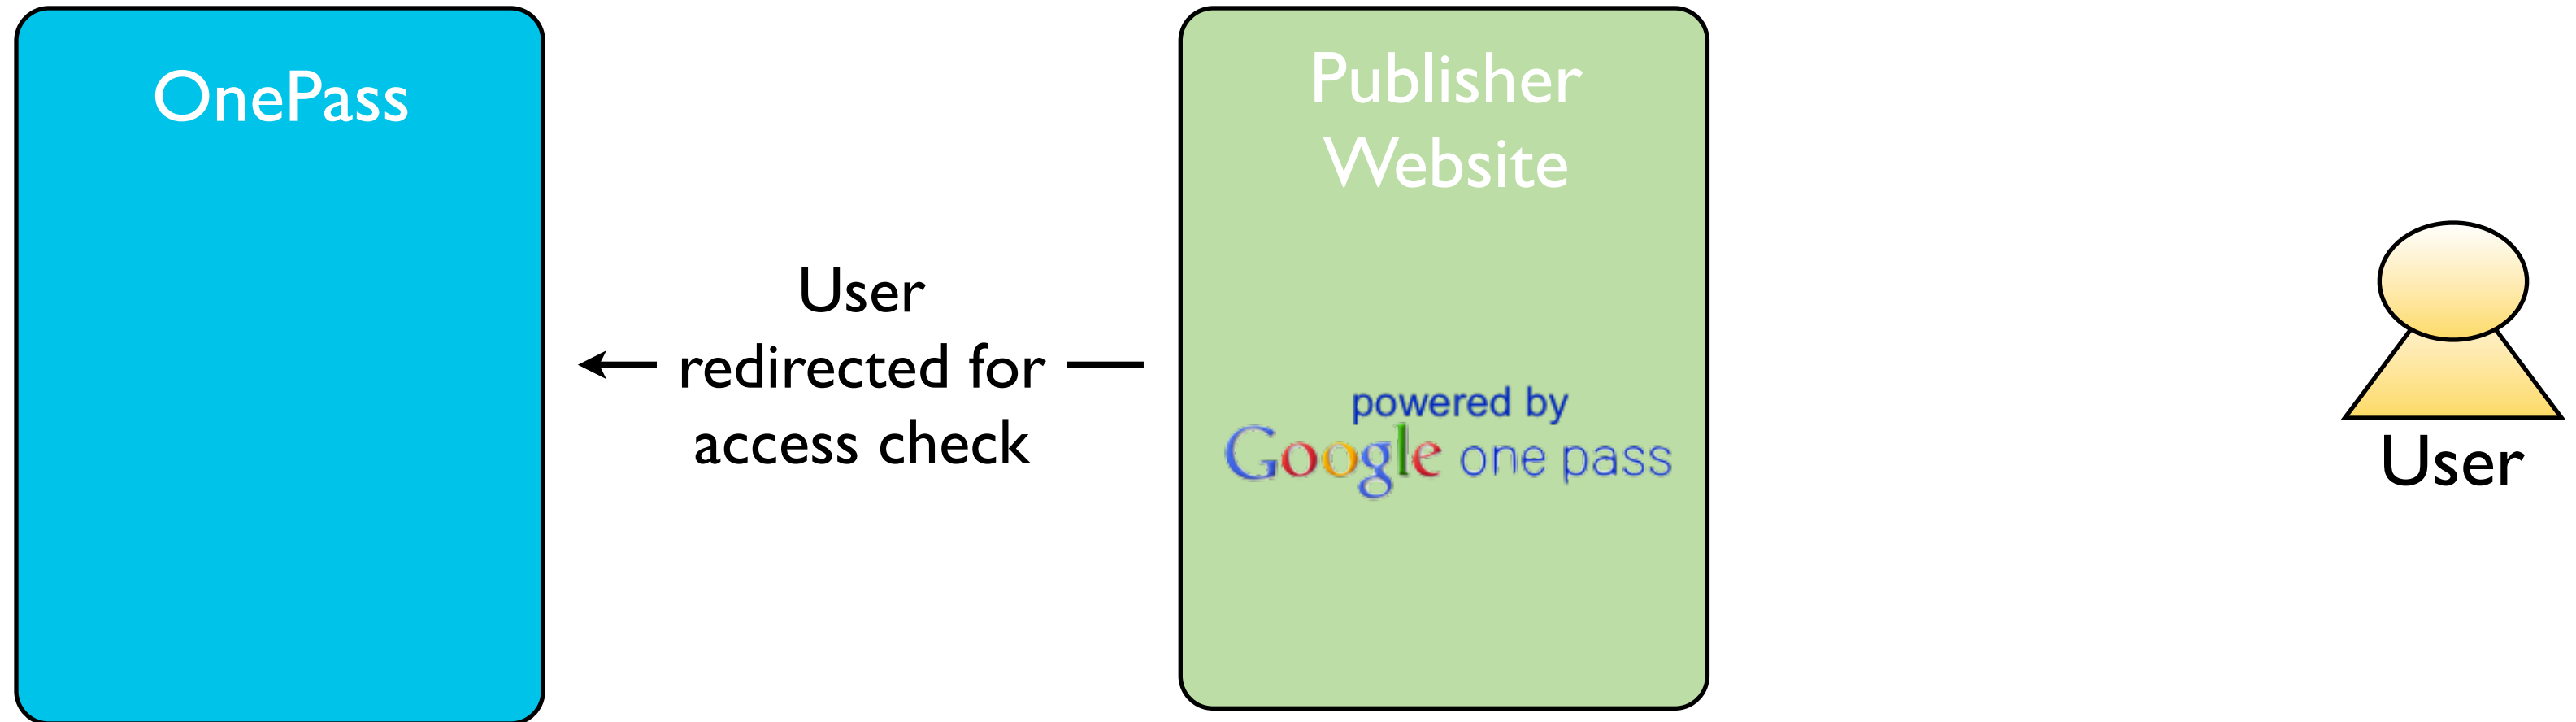 OnePass
User
redirected for
access check
Publisher
Website
powered by
Google one pass
User